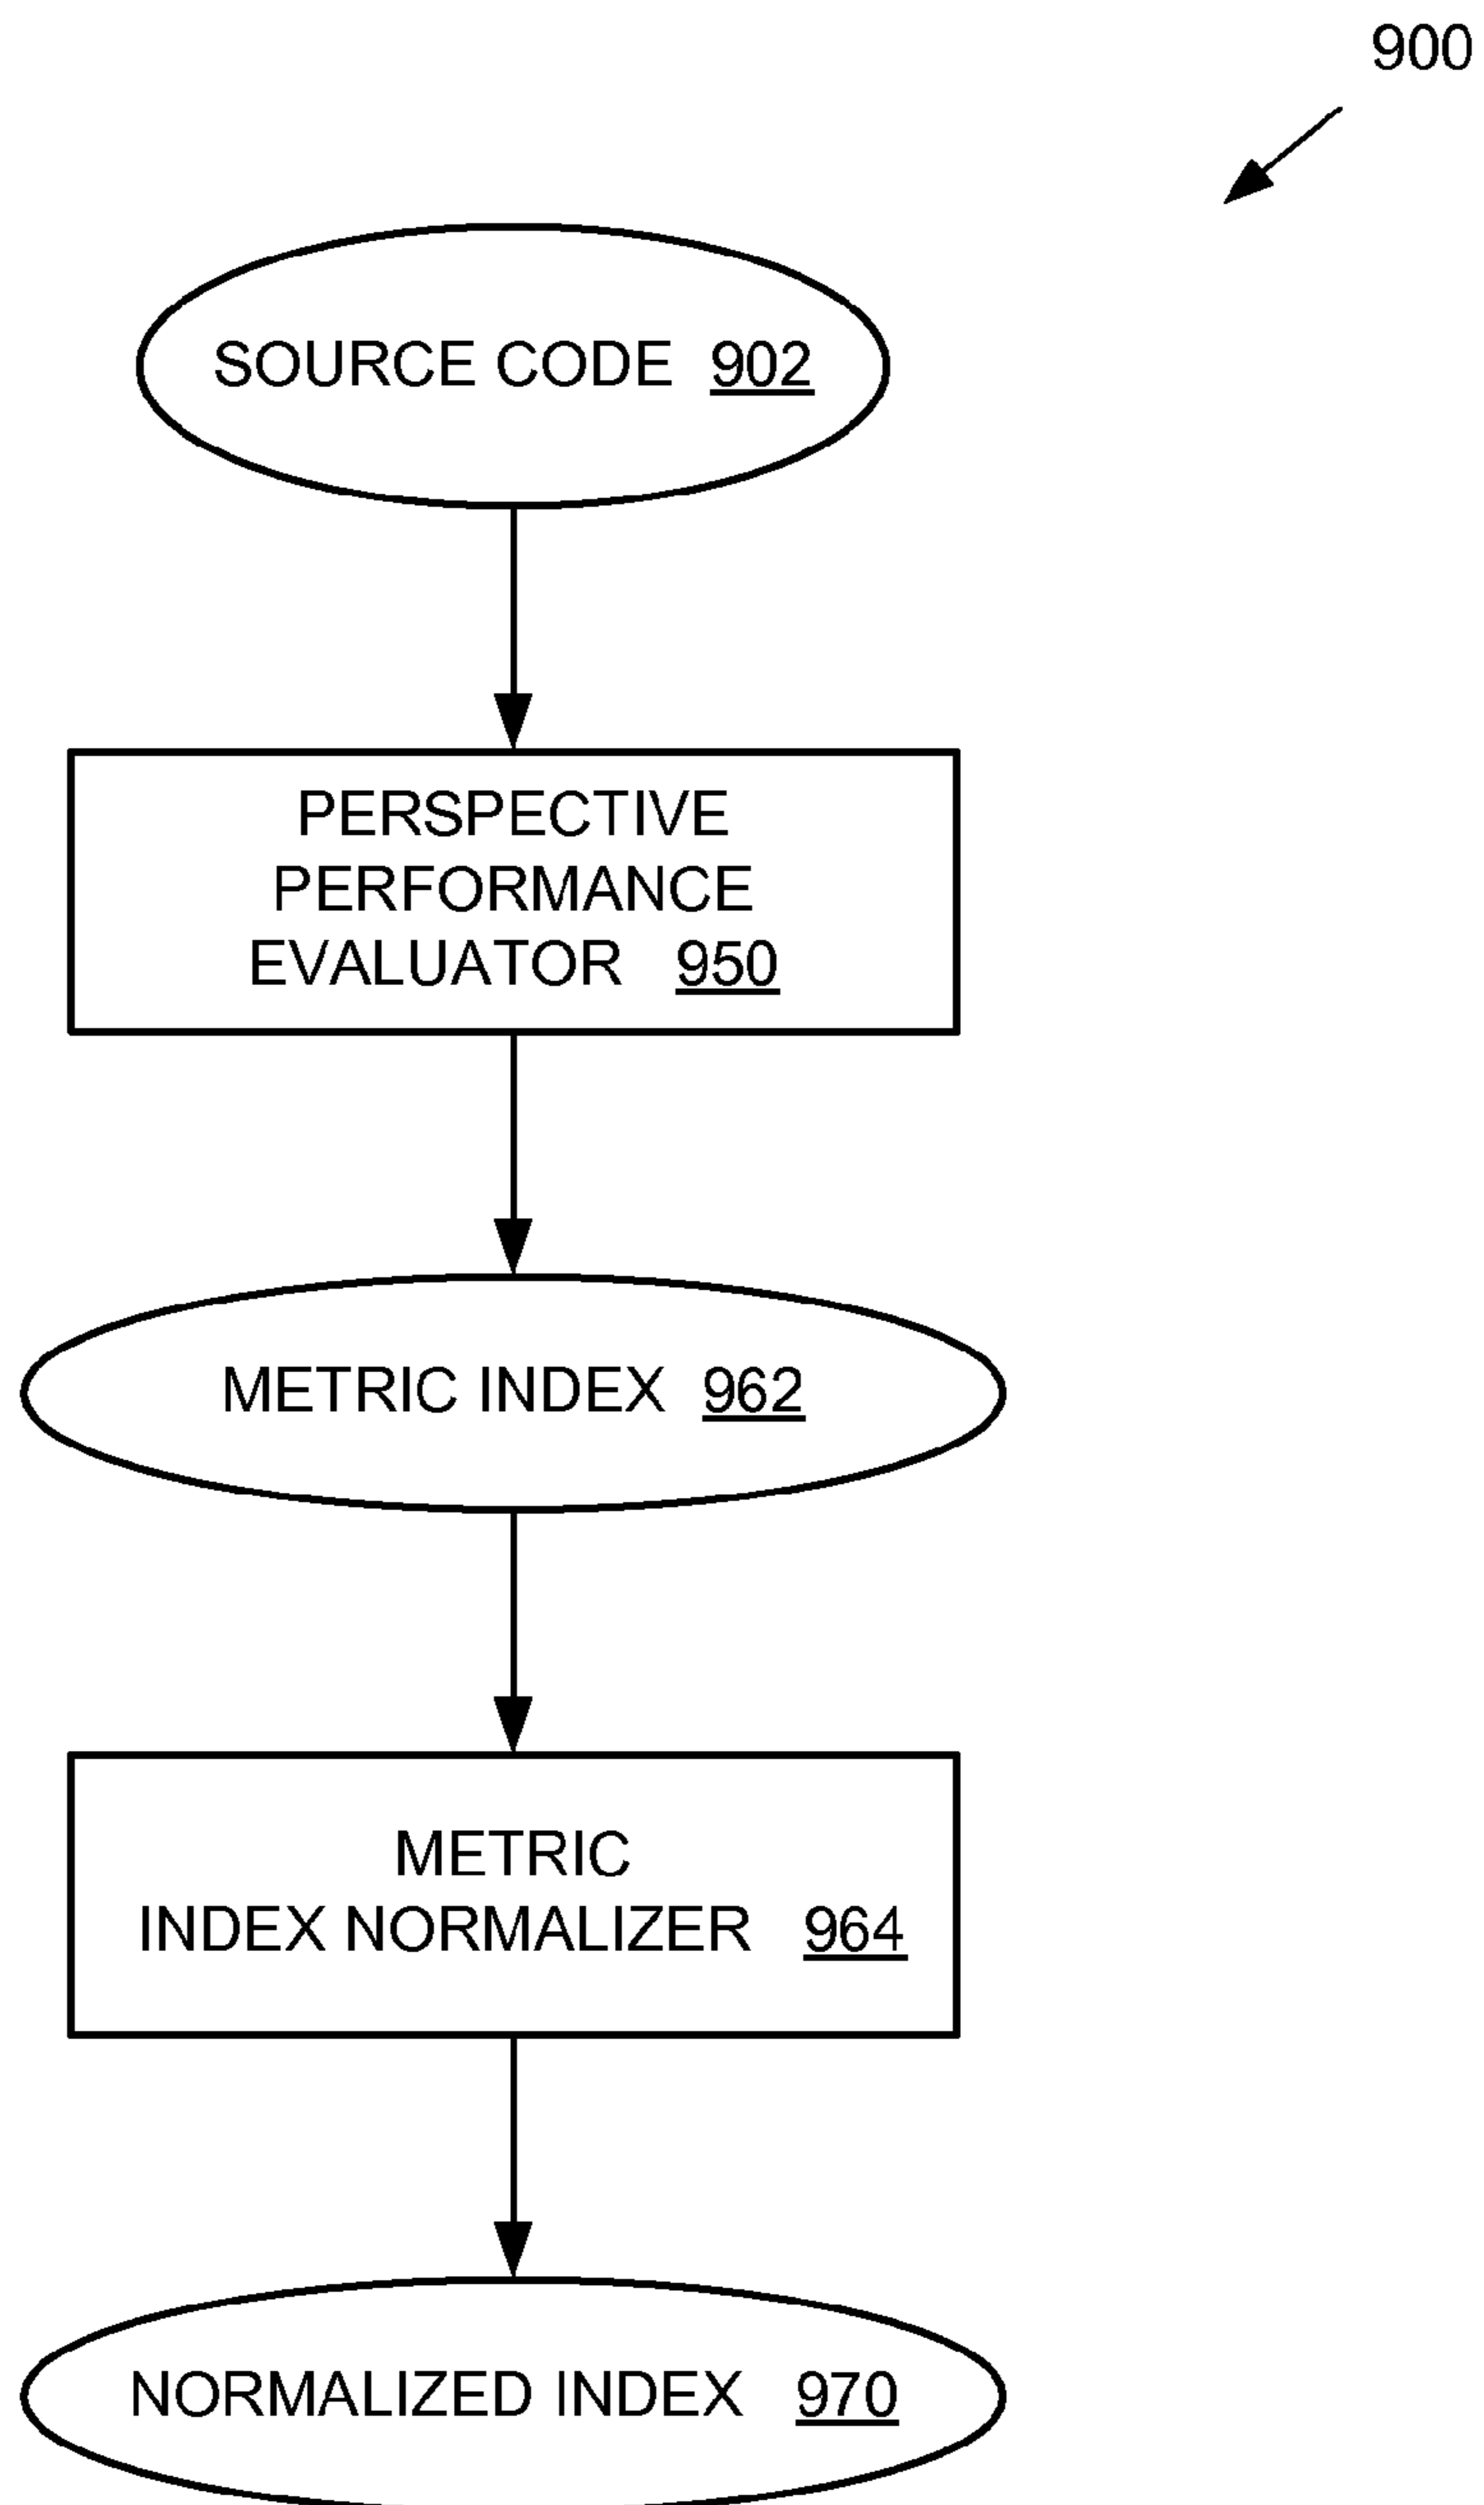 900
SOURCE CODE 902
PERSPECTIVE
PERFORMANCE
EVALUATOR 950
METRIC INDEX 962
METRIC
INDEX NORMALIZER 964
NORMALIZED INDEX 970